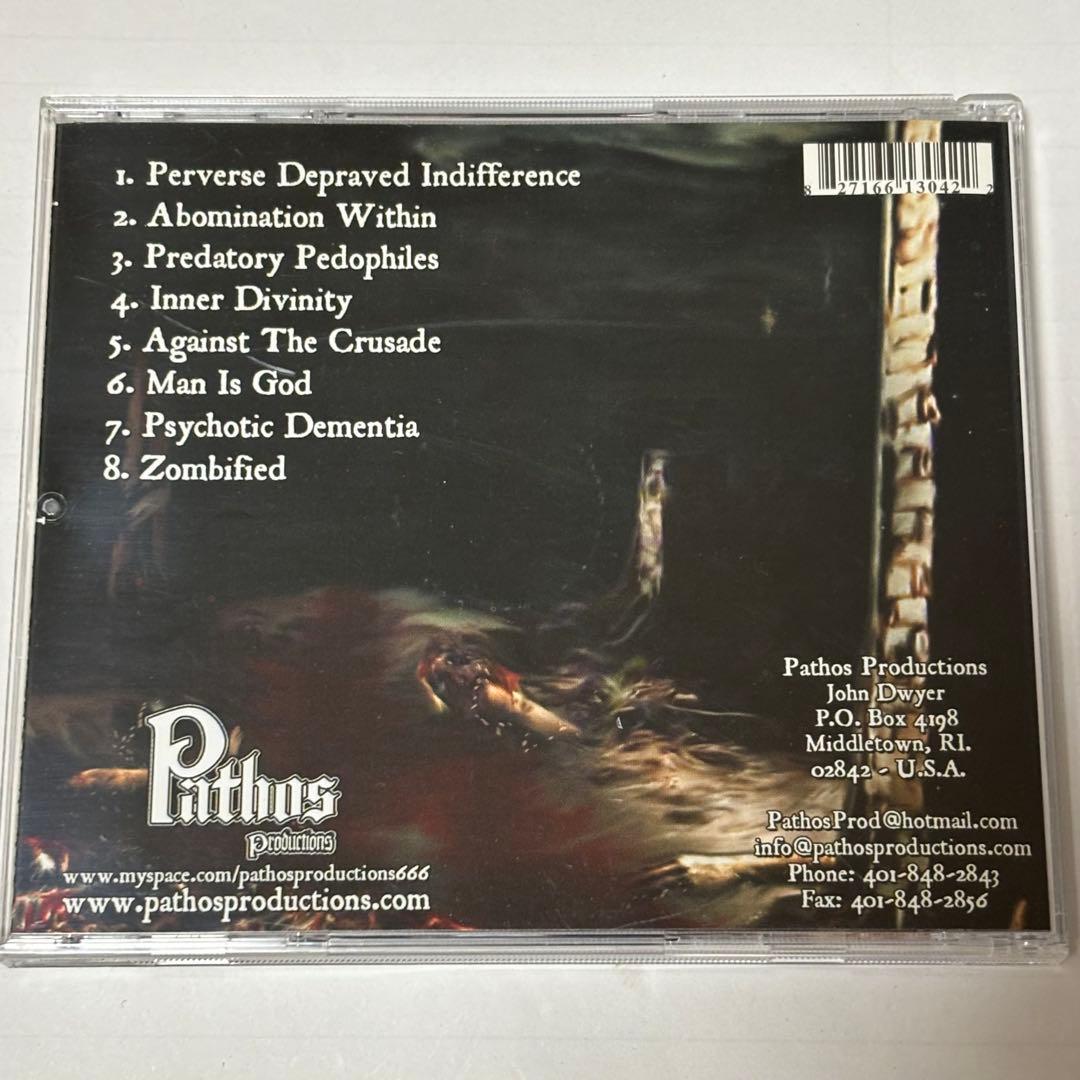 1. Perverse Depraved Indifference
2. Abomination Within
3. Predatory Pedophiles
4. Inner Divinity
5. Against The Crusade
6. Man Is God
7. Psychotic Dementia
8. Zombified
8 27166 13042 2
Pathos Productions
John Dwyer
P.O. Box 4198
Middletown, RI.
02842 - U.S.A.
PathosProd@hotmail.com
info@pathosproductions.com
Phone: 401-848-2843
Fax: 401-848-2856
Pathos
Productions
www.myspace.com/pathosproductions666
www.pathosproductions.com